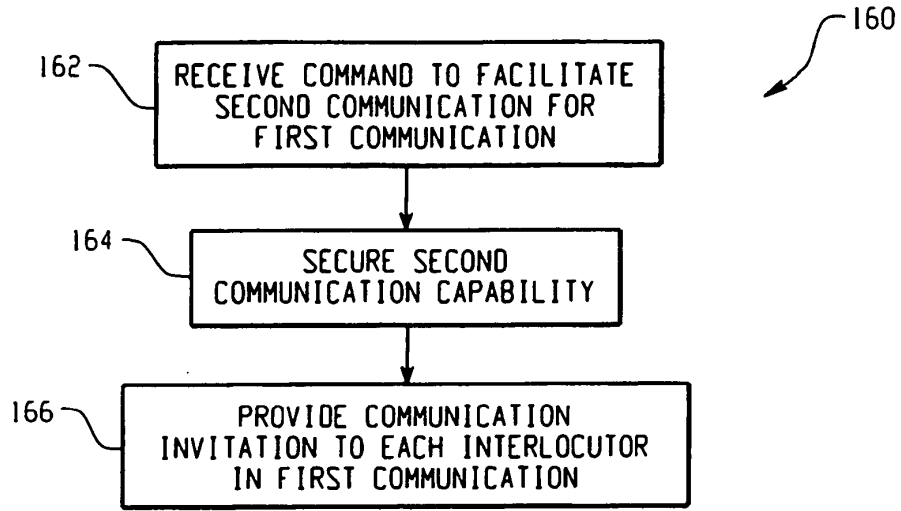 160
162
RECEIVE COMMAND TO FACILITATE
SECOND COMMUNICATION FOR
FIRST COMMUNICATION
164
SECURE SECOND
COMMUNICATION CAPABILITY
166
PROVIDE COMMUNICATION
INVITATION TO EACH INTERLOCUTOR
IN FIRST COMMUNICATION